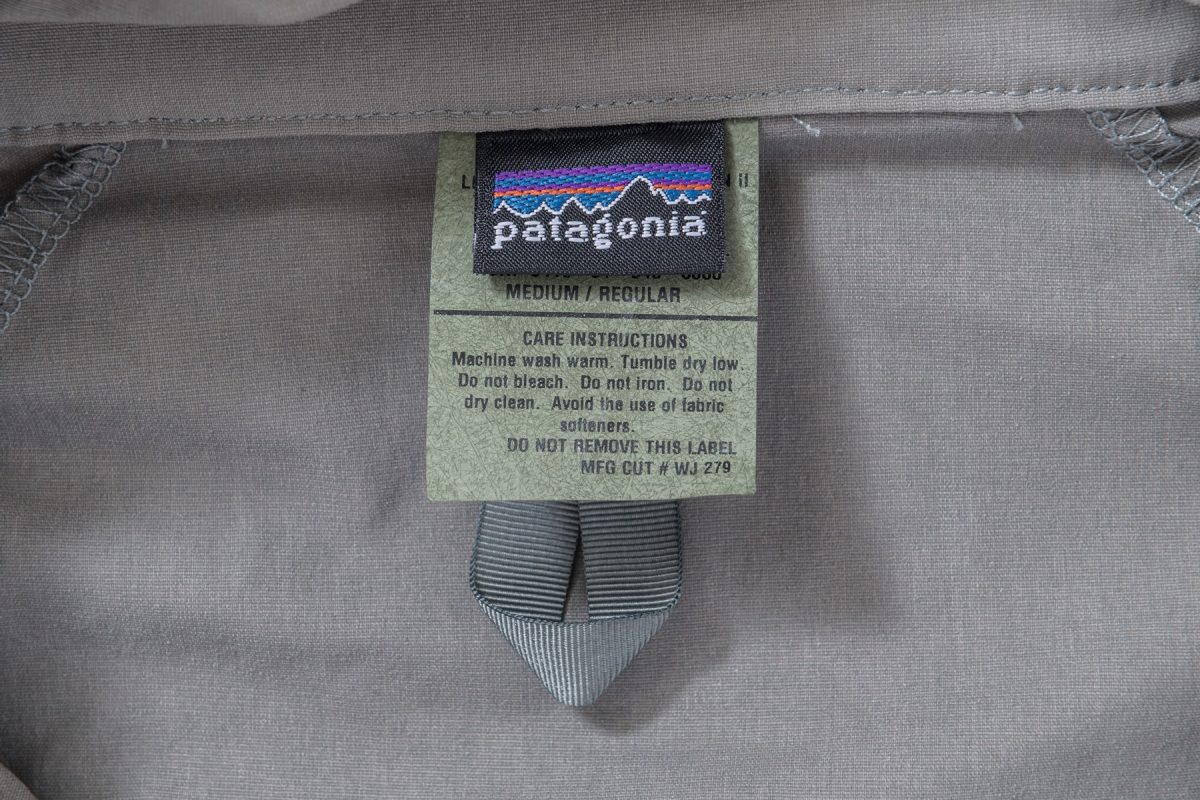 patagonia
MEDIUM / REGULAR
CARE INSTRUCTIONS
Machine wash warm. Tumble dry low.
Do not bleach. Do not iron. Do not
dry clean. Avoid the use of fabric
softeners.
DO NOT REMOVE THIS LABEL
MFG CUT # WJ 279